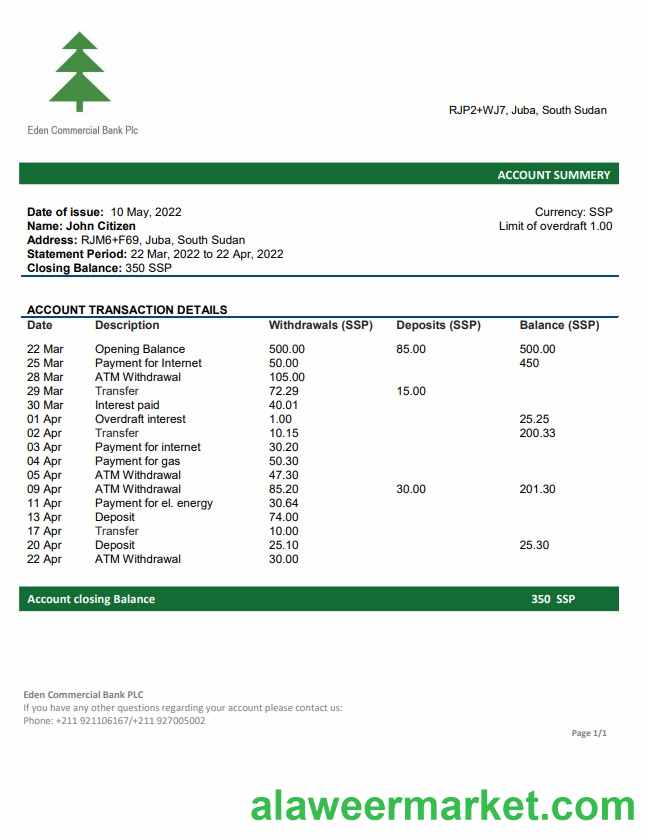 Eden Commercial Bank Plc
RJP2+WJ7, Juba, South Sudan
ACCOUNT SUMMERY
Date of issue: 10 May, 2022
Currency: SSP
Name: John Citizen
Limit of overdraft 1.00
Address: RJM6+F69, Juba, South Sudan
Statement Period: 22 Mar, 2022 to 22 Apr, 2022
Closing Balance: 350 SSP
ACCOUNT TRANSACTION DETAILS
Date Description Withdrawals (SSP) Deposits (SSP) Balance (SSP)
22 Mar Opening Balance 500.00 85.00 500.00
25 Mar Payment for Internet 50.00 450
28 Mar ATM Withdrawal 105.00
29 Mar Transfer 72.29 15.00
30 Mar Interest paid 40.01
01 Apr Overdraft interest 1.00 25.25
02 Apr Transfer 10.15 200.33
03 Apr Payment for internet 30.20
04 Apr Payment for gas 50.30
05 Apr ATM Withdrawal 47.30
09 Apr ATM Withdrawal 85.20 30.00 201.30
11 Apr Payment for el. energy 30.64
13 Apr Deposit 74.00
17 Apr Transfer 10.00
20 Apr Deposit 25.10 25.30
22 Apr ATM Withdrawal 30.00
Account closing Balance 350 SSP
Eden Commercial Bank PLC
If you have any other questions regarding your account please contact us:
Phone: +211 921106167/+211 927005002
Page 1/1
alaweermarket.com